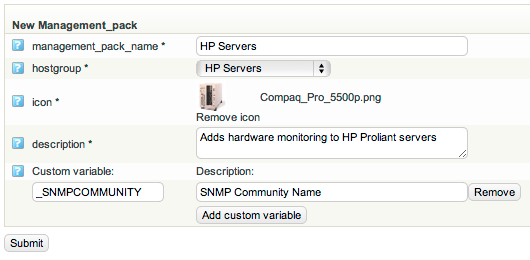 New Management_pack
management_pack_name * HP Servers
hostgroup * HP Servers
icon * Compaq_Pro_5500p.png
Remove icon
description * Adds hardware monitoring to HP Proliant servers
Custom variable: Description:
_SNMPCOMMUNITY SNMP Community Name Remove
Add custom variable
Submit